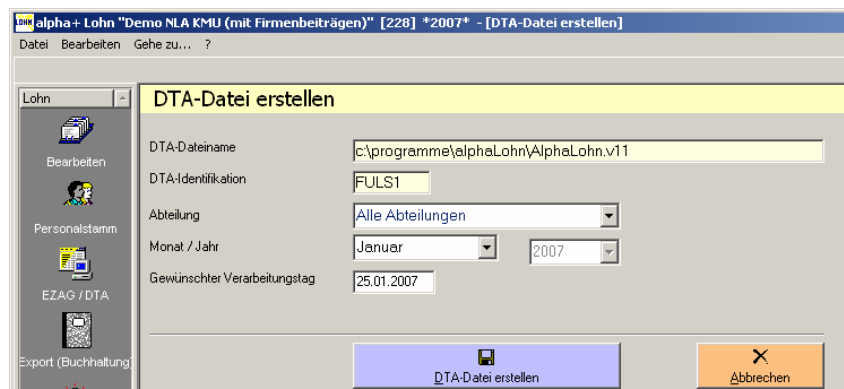 LOHN alpha+ Lohn "Demo NLA KMU (mit Firmenbeiträgen)" [228] *2007* - [DTA-Datei erstellen]
Datei Bearbeiten Gehe zu... ?
Lohn
DTA-Datei erstellen
Bearbeiten
Personalstamm
EZAG / DTA
Export (Buchhaltung)
DTA-Dateiname
c:\programme\alphaLohn\AlphaLohn.v11
DTA-Identifikation
FULS1
Abteilung
Alle Abteilungen
Monat / Jahr
Januar
2007
Gewünschter Verarbeitungstag
25.01.2007
DTA-Datei erstellen
Abbrechen